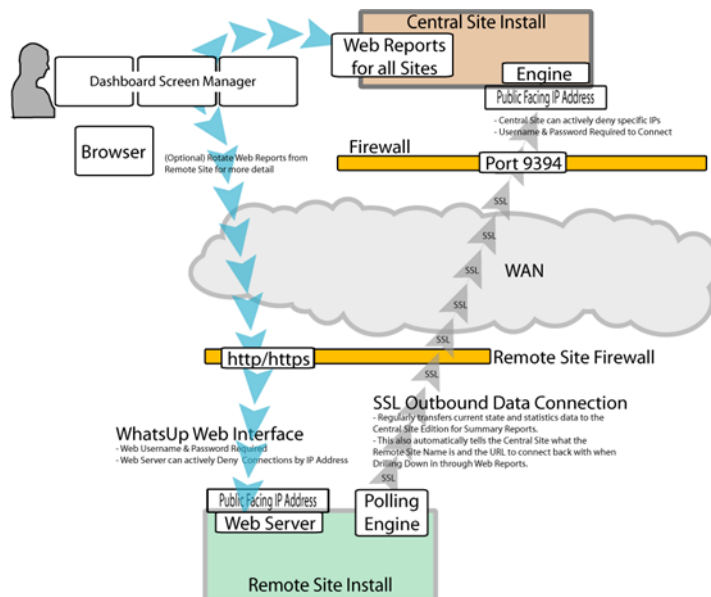 Central Site Install
Web Reports
for all Sites
Engine
Public Facing IP Address
- Central Site can actively deny specific IPs
- Username & Password Required to Connect
Dashboard Screen Manager
Browser
(Optional) Rotate Web Reports from
Remote Site for more detail
Firewall
Port 9394
SSL
SSL
SSL
WAN
SSL
SSL
SSL
http/https
Remote Site Firewall
SSL
SSL Outbound Data Connection
- Regularly transfers current state and statistics data to the
Central Site Edition for Summary Reports.
- This also automatically tells the Central Site what the
Remote Site Name is and the URL to connect back with when
Drilling Down in through Web Reports.
WhatsUp Web Interface
- Web Username & Password Required
- Web Server can actively Deny Connections by IP Address
SSL
Public Facing IP Address
Web Server
Polling
Engine
Remote Site Install